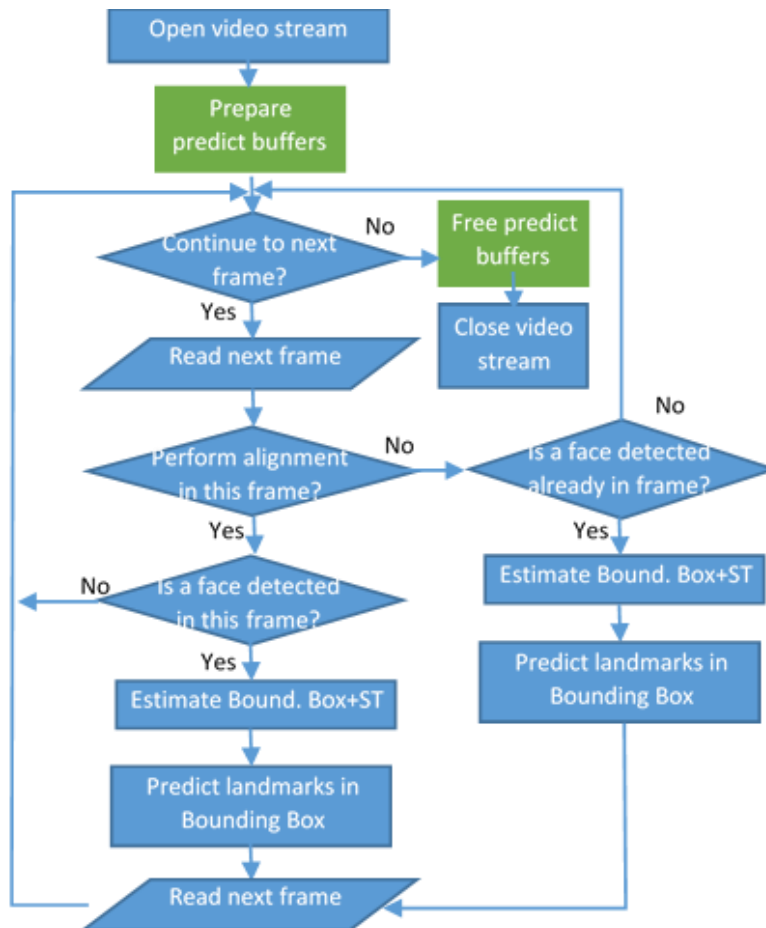 Open video stream
Prepare
predict buffers
Continue to next
frame?
No
Free predict
buffers
Yes
Close video
stream
Read next frame
No
Perform alignment
in this frame?
No
Is a face detected
already in frame?
Yes
Yes
Estimate Bound. Box+ST
No
Is a face detected
in this frame?
Yes
Predict landmarks in
Bounding Box
Estimate Bound. Box+ST
Predict landmarks in
Bounding Box
Read next frame